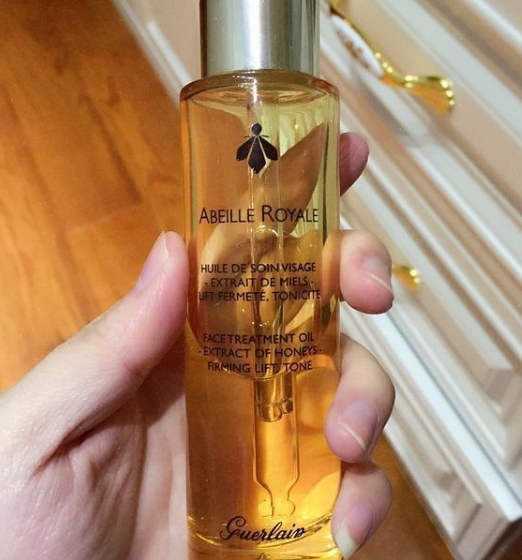 ABEILLE ROYALE
HUILE DE SOIN VISAGE
- EXTRAIT DE MIELS -
LIFT FERMETÉ, TONICITÉ
FACE TREATMENT OIL
- EXTRACT OF HONEYS -
FIRMING LIFT, TONE
Guerlain